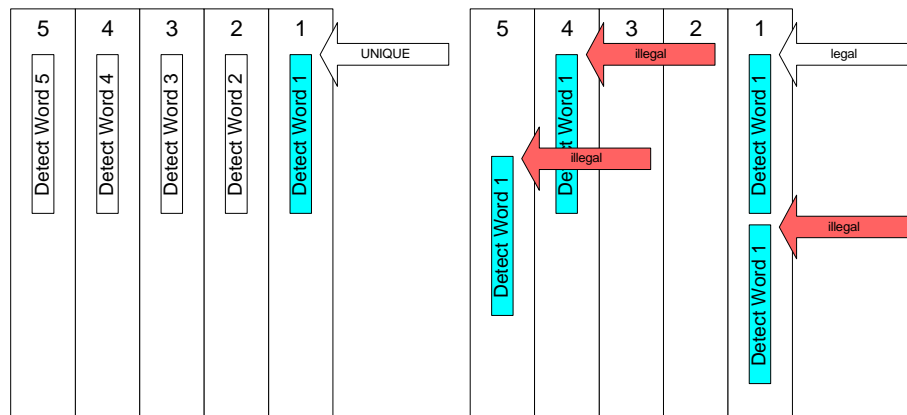 5 4 3 2 1
UNIQUE
Detect Word 5
Detect Word 4
Detect Word 3
Detect Word 2
Detect Word 1
5 4 3 2 1
illegal
legal
Detect Word 1
Detect Word 1
illegal
Detect Word 1
illegal
Detect Word 1